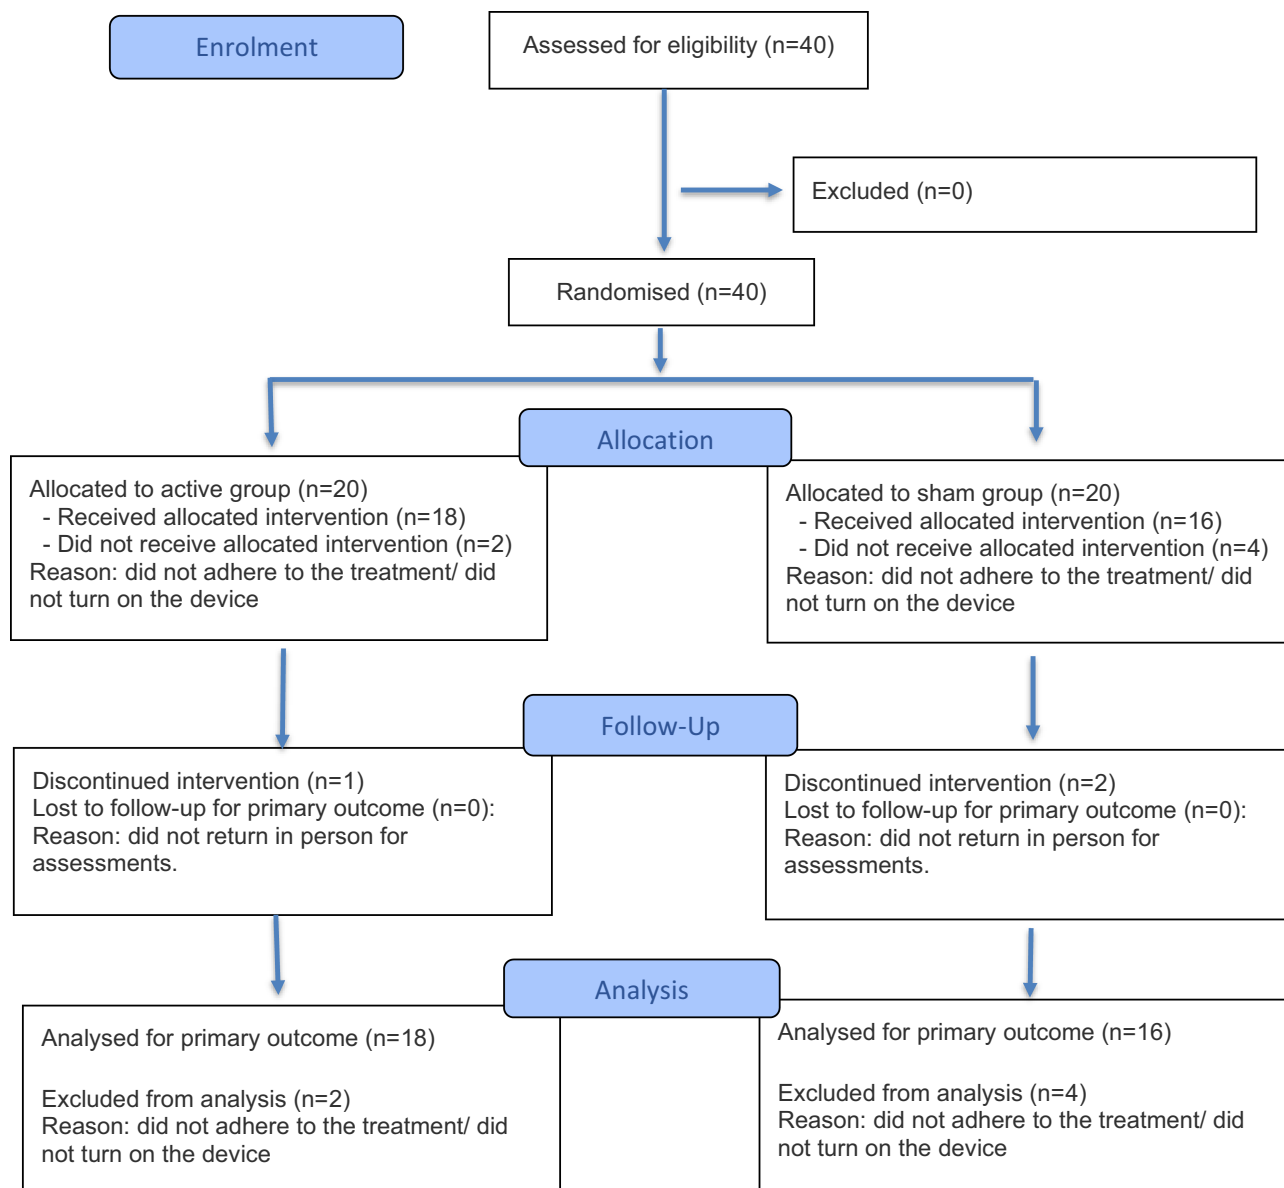 Enrolment
Assessed for eligibility (n=40)
Excluded (n=0)
Randomised (n=40)
Allocation
Allocated to active group (n=20)
- Received allocated intervention (n=18)
- Did not receive allocated intervention (n=2)
Reason: did not adhere to the treatment/ did
not turn on the device
Allocated to sham group (n=20)
- Received allocated intervention (n=16)
- Did not receive allocated intervention (n=4)
Reason: did not adhere to the treatment/ did
not turn on the device
Follow-Up
Discontinued intervention (n=1)
Lost to follow-up for primary outcome (n=0):
Reason: did not return in person for
assessments.
Discontinued intervention (n=2)
Lost to follow-up for primary outcome (n=0):
Reason: did not return in person for
assessments.
Analysis
Analysed for primary outcome (n=18)
Excluded from analysis (n=2)
Reason: did not adhere to the treatment/ did
not turn on the device
Analysed for primary outcome (n=16)
Excluded from analysis (n=4)
Reason: did not adhere to the treatment/ did
not turn on the device